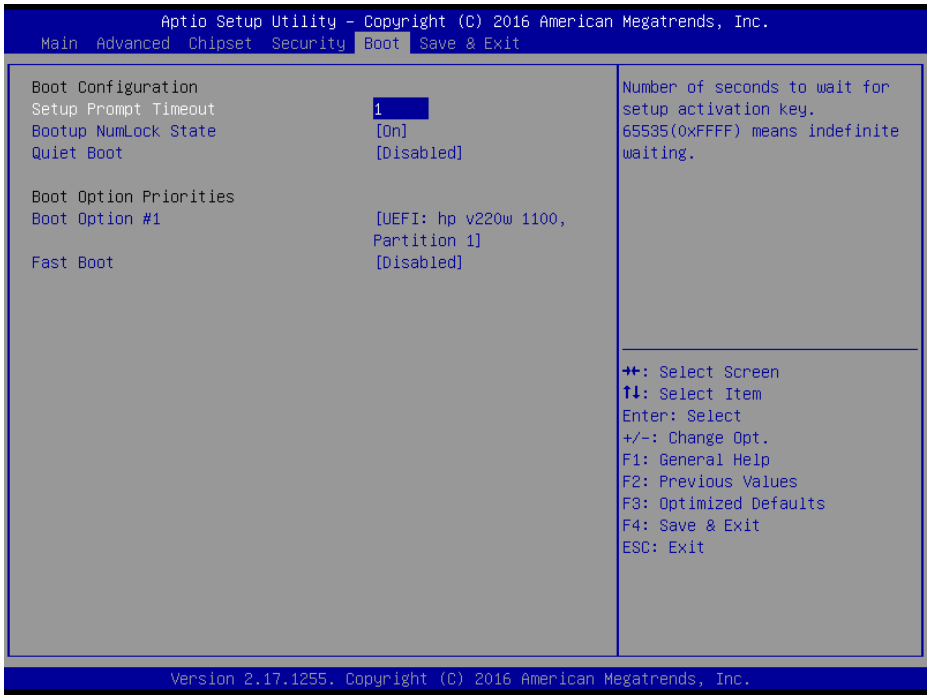 Aptio Setup Utility – Copyright (C) 2016 American Megatrends, Inc.
Main Advanced Chipset Security Boot Save & Exit
Boot Configuration
Setup Prompt Timeout 1
Bootup NumLock State [On]
Quiet Boot [Disabled]
Boot Option Priorities
Boot Option #1 [UEFI: hp v220w 1100,
Partition 1]
Fast Boot [Disabled]
Number of seconds to wait for
setup activation key.
65535(0xFFFF) means indefinite
waiting.
→←: Select Screen
↑↓: Select Item
Enter: Select
+/-: Change Opt.
F1: General Help
F2: Previous Values
F3: Optimized Defaults
F4: Save & Exit
ESC: Exit
Version 2.17.1255. Copyright (C) 2016 American Megatrends, Inc.